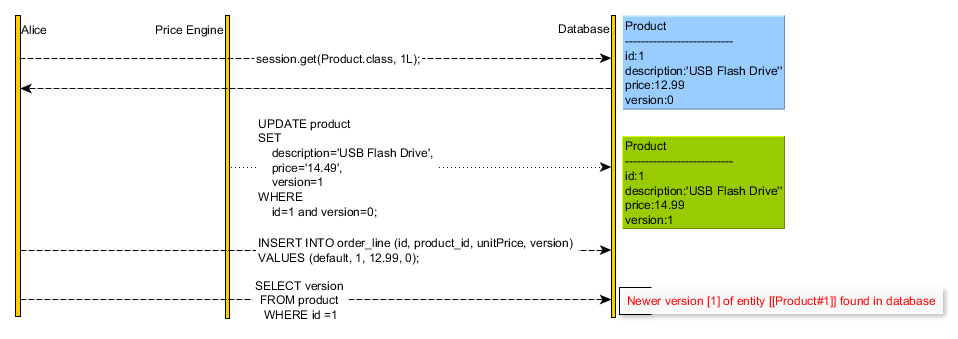 Alice
Price Engine
Database
Product
---------------------------
id:1
description:'USB Flash Drive"
price:12.99
version:0
session.get(Product.class, 1L);
UPDATE product
SET
description='USB Flash Drive',
price='14.49',
version=1
WHERE
id=1 and version=0;
Product
---------------------------
id:1
description:'USB Flash Drive"
price:14.99
version:1
INSERT INTO order_line (id, product_id, unitPrice, version)
VALUES (default, 1, 12.99, 0);
SELECT version
FROM product
WHERE id =1
Newer version [1] of entity [[Product#1]] found in database